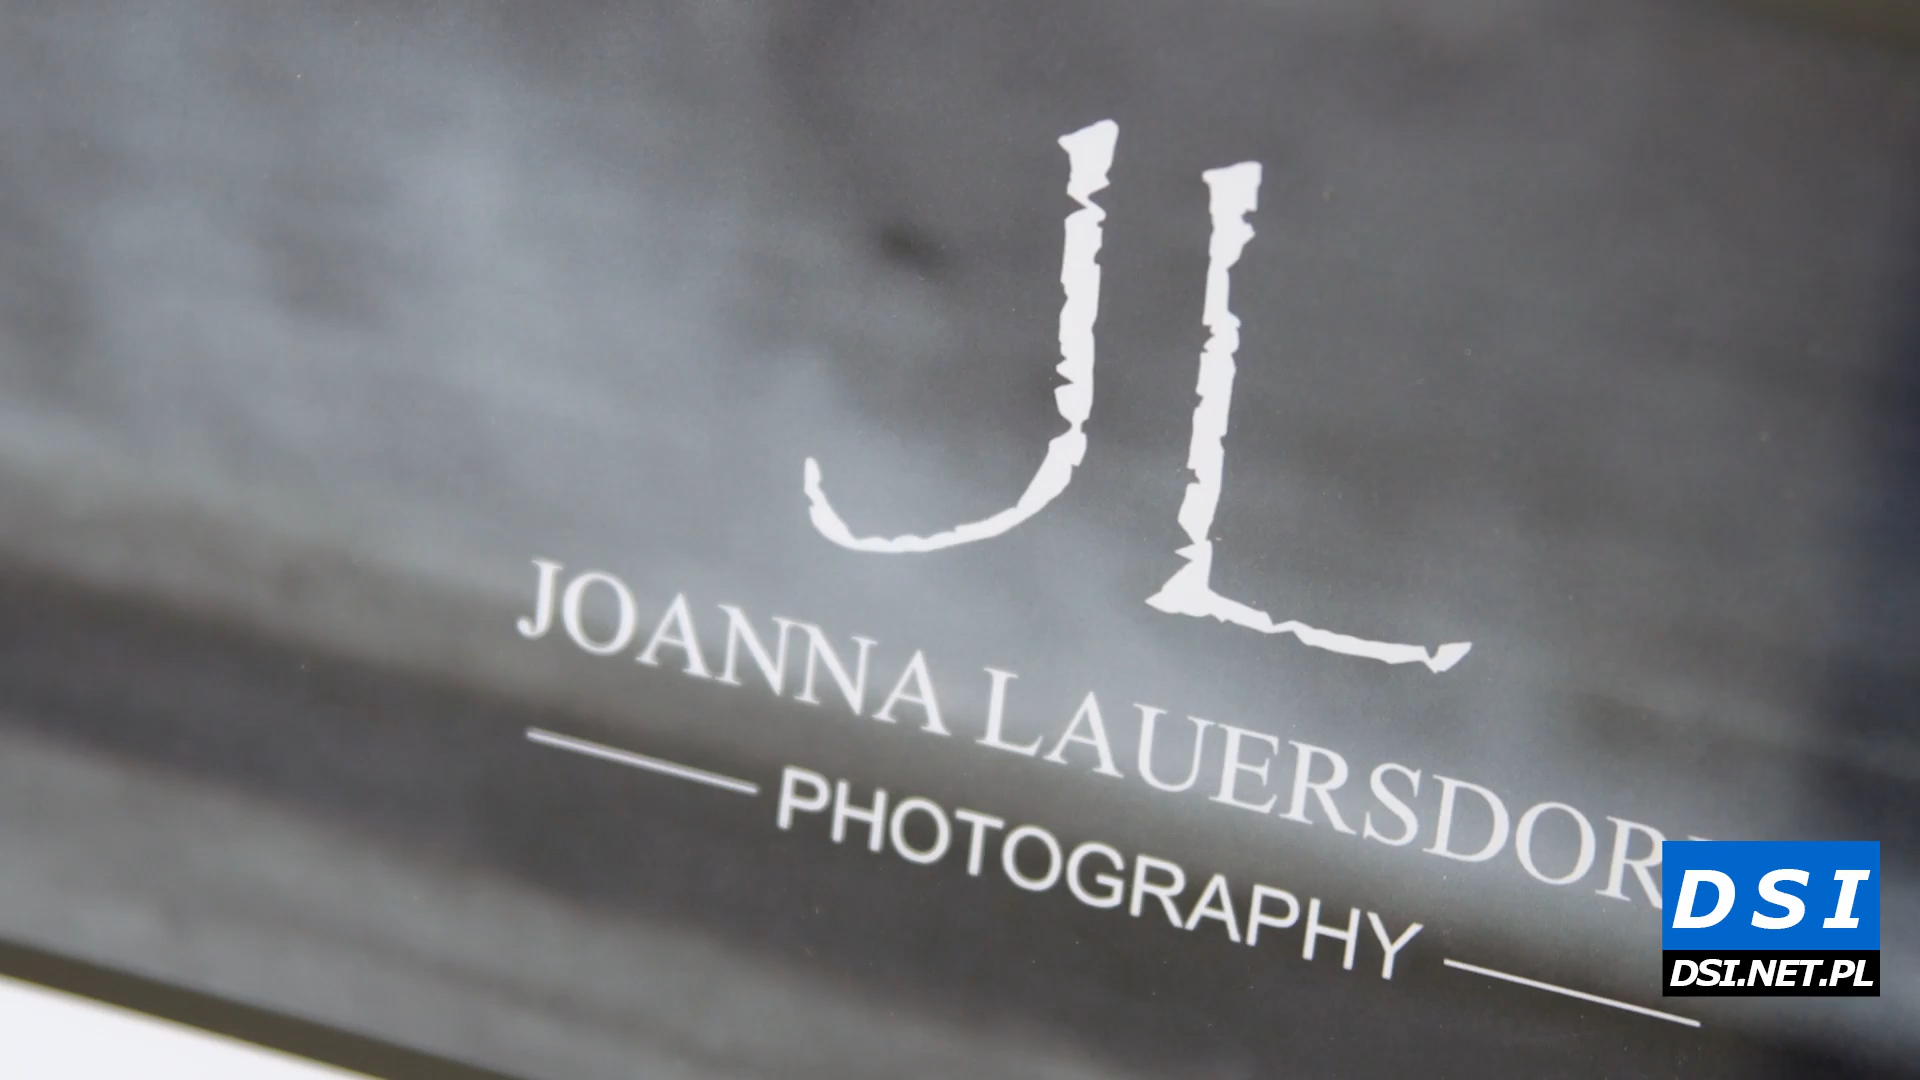 JL
JOANNA LAUERSDOR
PHOTOGRAPHY
DSI
DSI.NET.PL